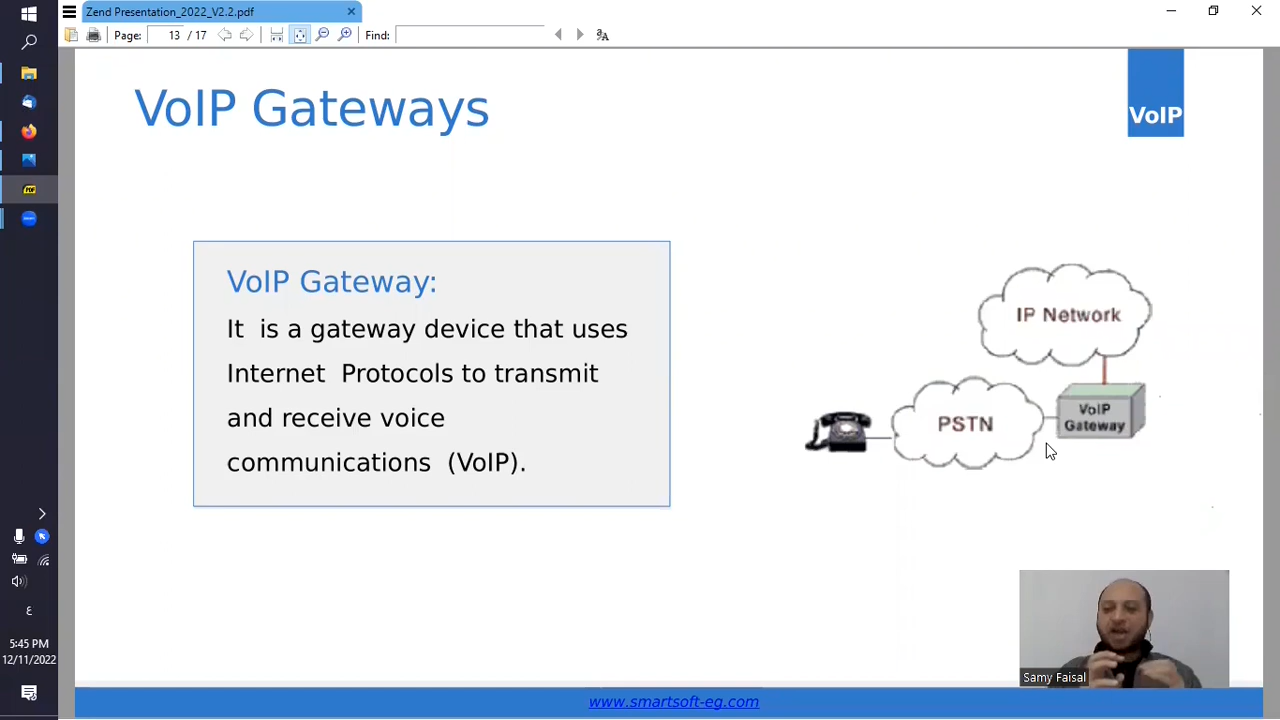 Zend Presentation_2022_V2.2.pdf
Page: 13 / 17 Find:
VoIP Gateways
VoIP
VoIP Gateway:
It is a gateway device that uses
Internet Protocols to transmit
and receive voice
communications (VoIP).
IP Network
PSTN
VoIP
Gateway
Samy Faisal
www.smartsoft-eg.com
ع
5:45 PM
12/11/2022